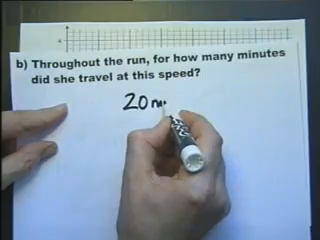 b) Throughout the run, for how many minutes
did she travel at this speed?
20 m